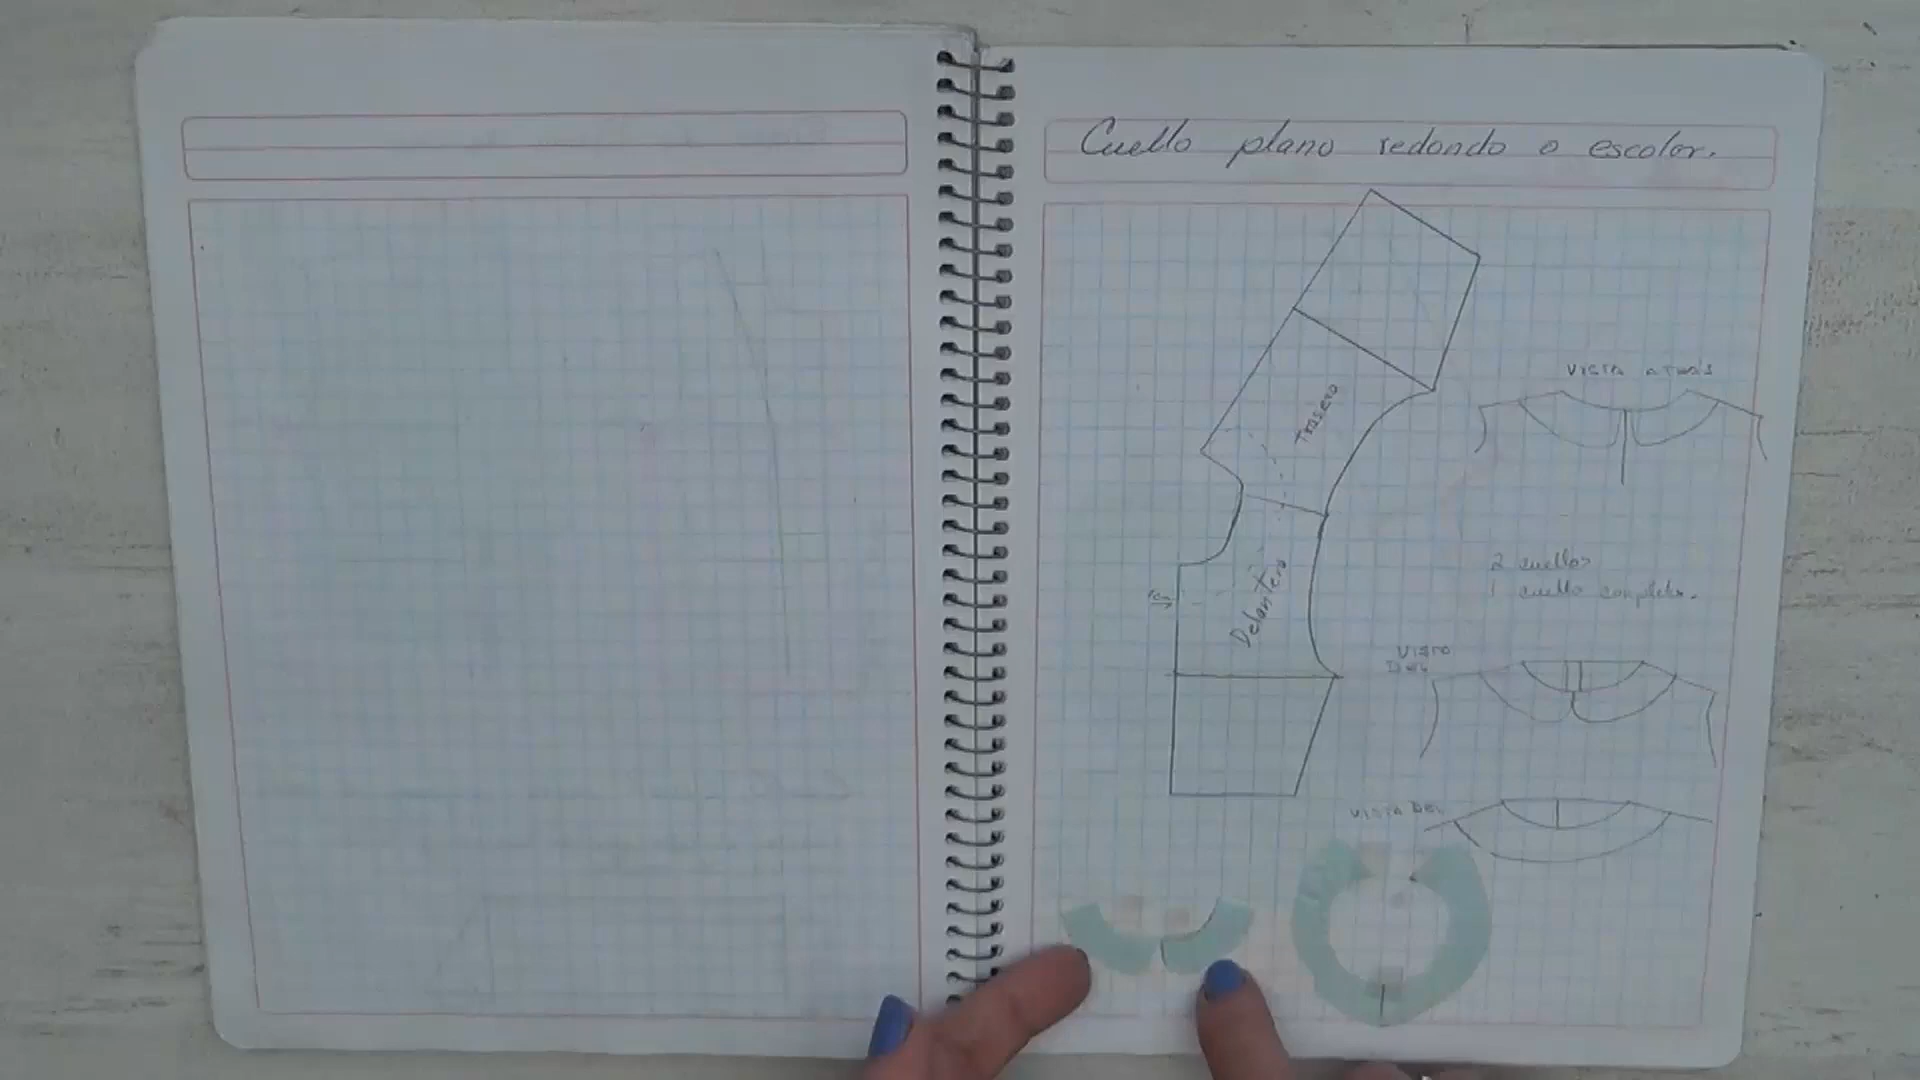 Cuello plano redondo o escolar.
Vista atrás
Trasero
2 cuellos
1 cuello completo.
Delantero
Vista
Del
Vista Del